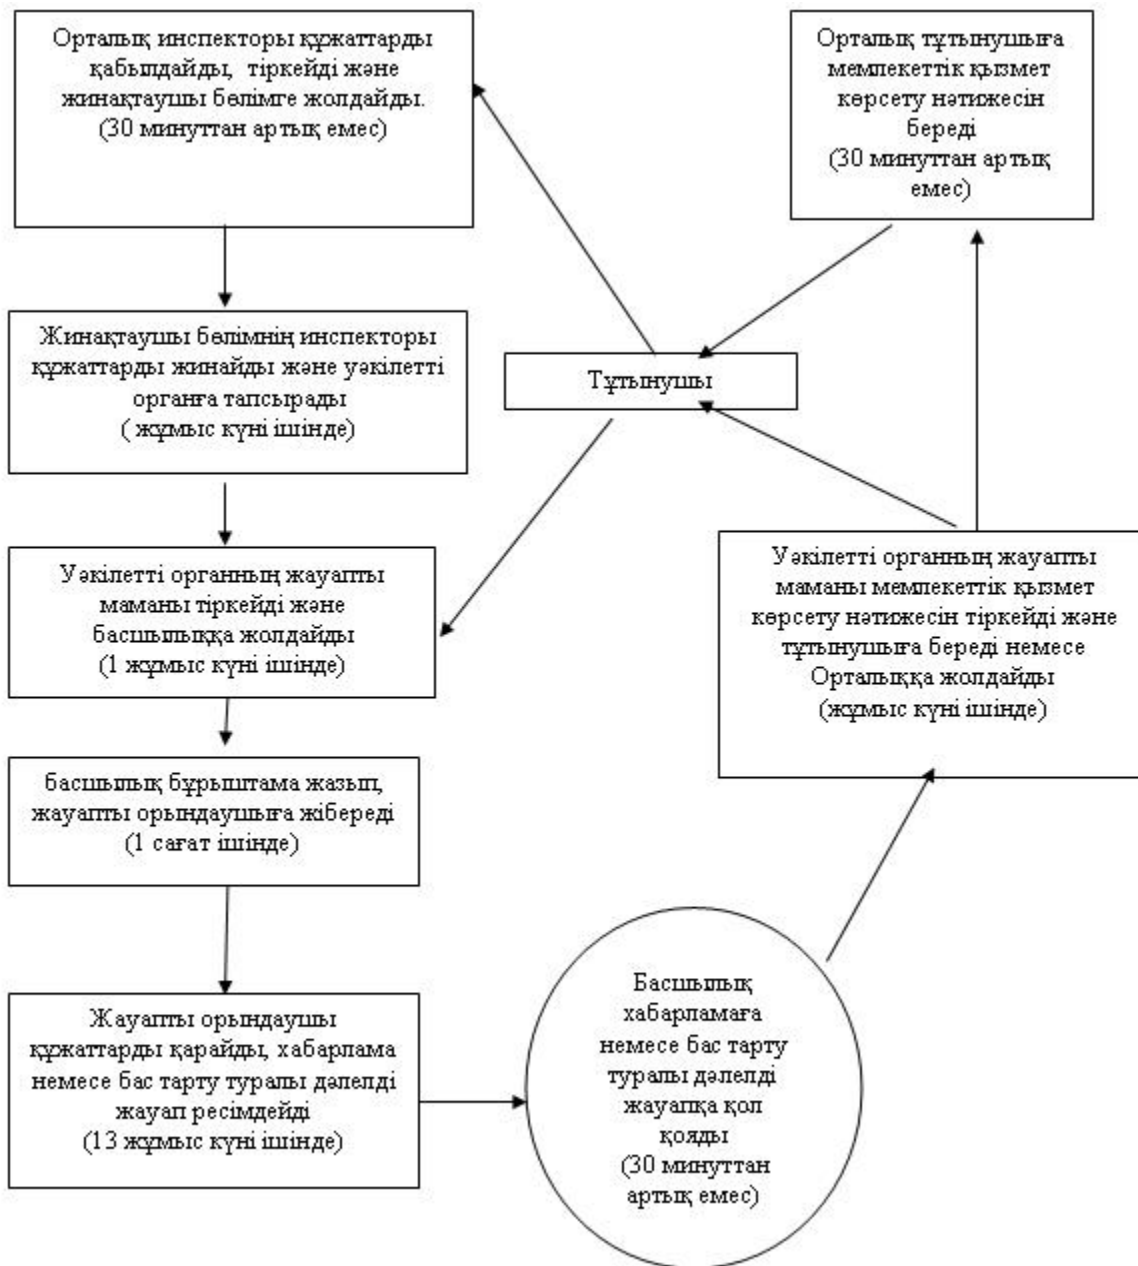 Орталық инспекторы құжаттарды
қабылдайды, тіркейді және
жинақтаушы бөлімге жолдайды.
(30 минуттан артық емес)
Орталық тұтынушыға
мемлекеттік қызмет
көрсету нәтижесін
береді
(30 минуттан артық
емес)
Жинақтаушы бөлімнің инспекторы
құжаттарды жинайды және уәкілетті
органға тапсырады
( жұмыс күні ішінде)
Тұтынушы
Уәкілетті органның жауапты
маманы тіркейді және
басшылыққа жолдайды
(1 жұмыс күні ішінде)
Уәкілетті органның жауапты
маманы мемлекеттік қызмет
көрсету нәтижесін тіркейді және
тұтынушыға береді немесе
Орталыққа жолдайды
(жұмыс күні ішінде)
басшылық бұрыштама жазып,
жауапты орындаушыға жібереді
(1 сағат ішінде)
Жауапты орындаушы
құжаттарды қарайды, хабарлама
немесе бас тарту туралы дәлелді
жауап ресімдейді
(13 жұмыс күні ішінде)
Басшылық
хабарламаға
немесе бас тарту
туралы дәлелді
жауапқа қол
қояды
(30 минуттан
артық емес)